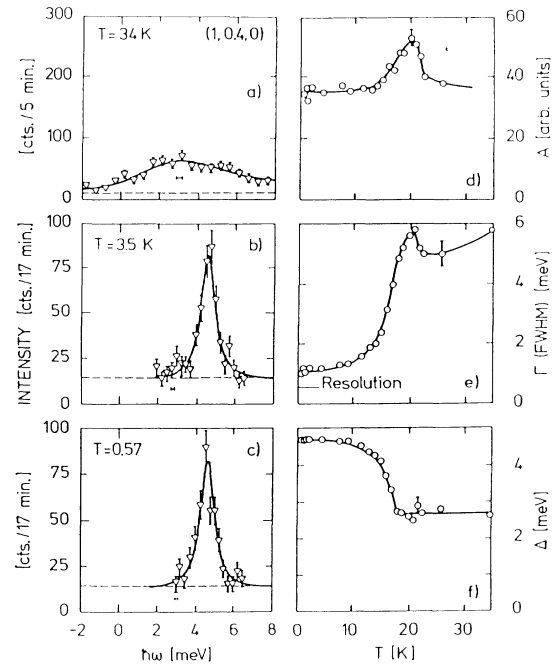 T = 34 K
(1, 0.4, 0)
a)
[cts. / 5 min.]
300
200
100
0
d)
A [arb. units]
60
40
20
0
T = 3.5 K
b)
INTENSITY [cts. / 17 min.]
100
75
50
25
0
e)
Resolution
Γ (FWHM) [meV]
6
4
2
0
T = 0.57
c)
[cts. / 17 min.]
100
75
50
25
0
f)
Δ [meV]
4
2
0
-2 0 2 4 6 8
ħω [meV]
0 10 20 30
T [K]